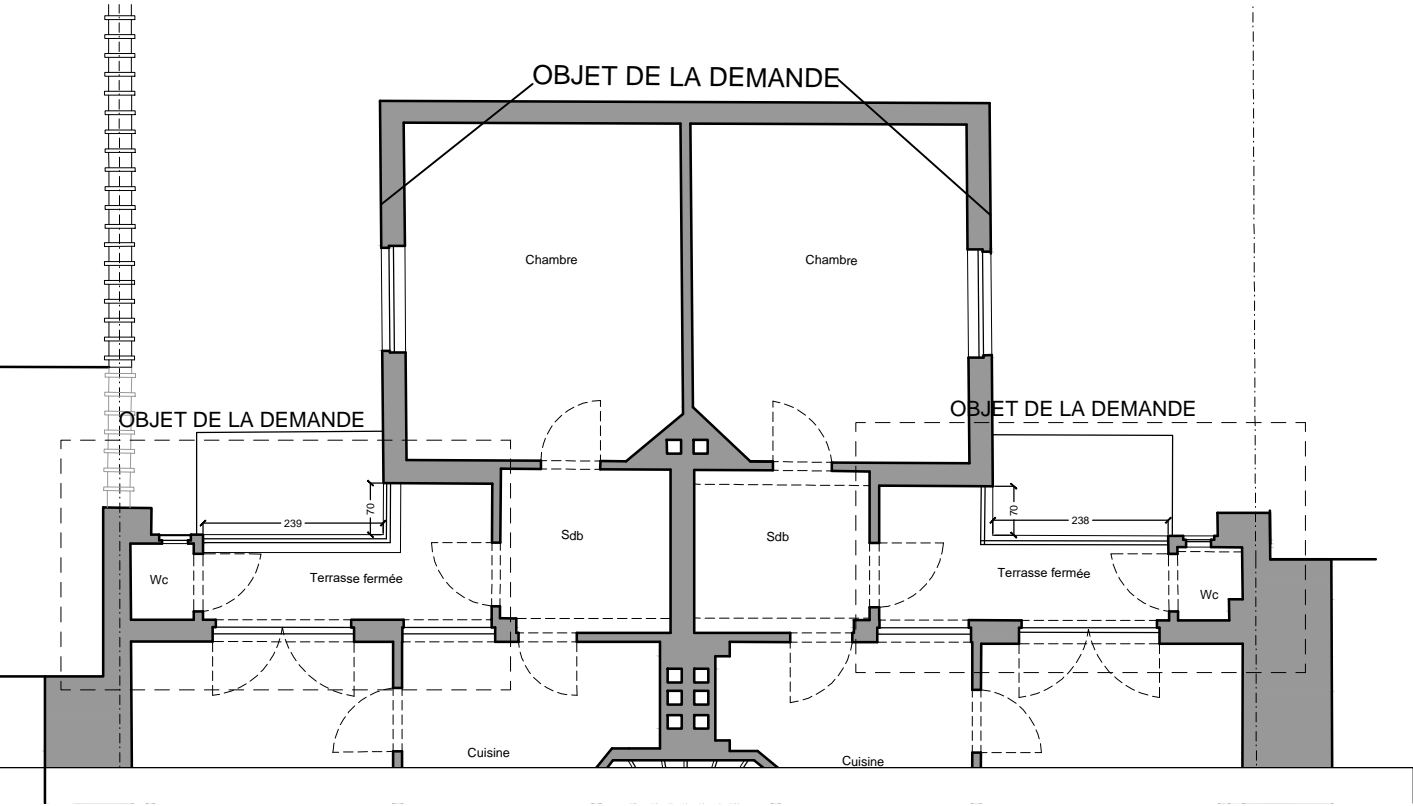 OBJET DE LA DEMANDE
Chambre
Chambre
OBJET DE LA DEMANDE
OBJET DE LA DEMANDE
70
70
239
238
Sdb
Sdb
Wc
Terrasse fermée
Terrasse fermée
Wc
Cuisine
Cuisine